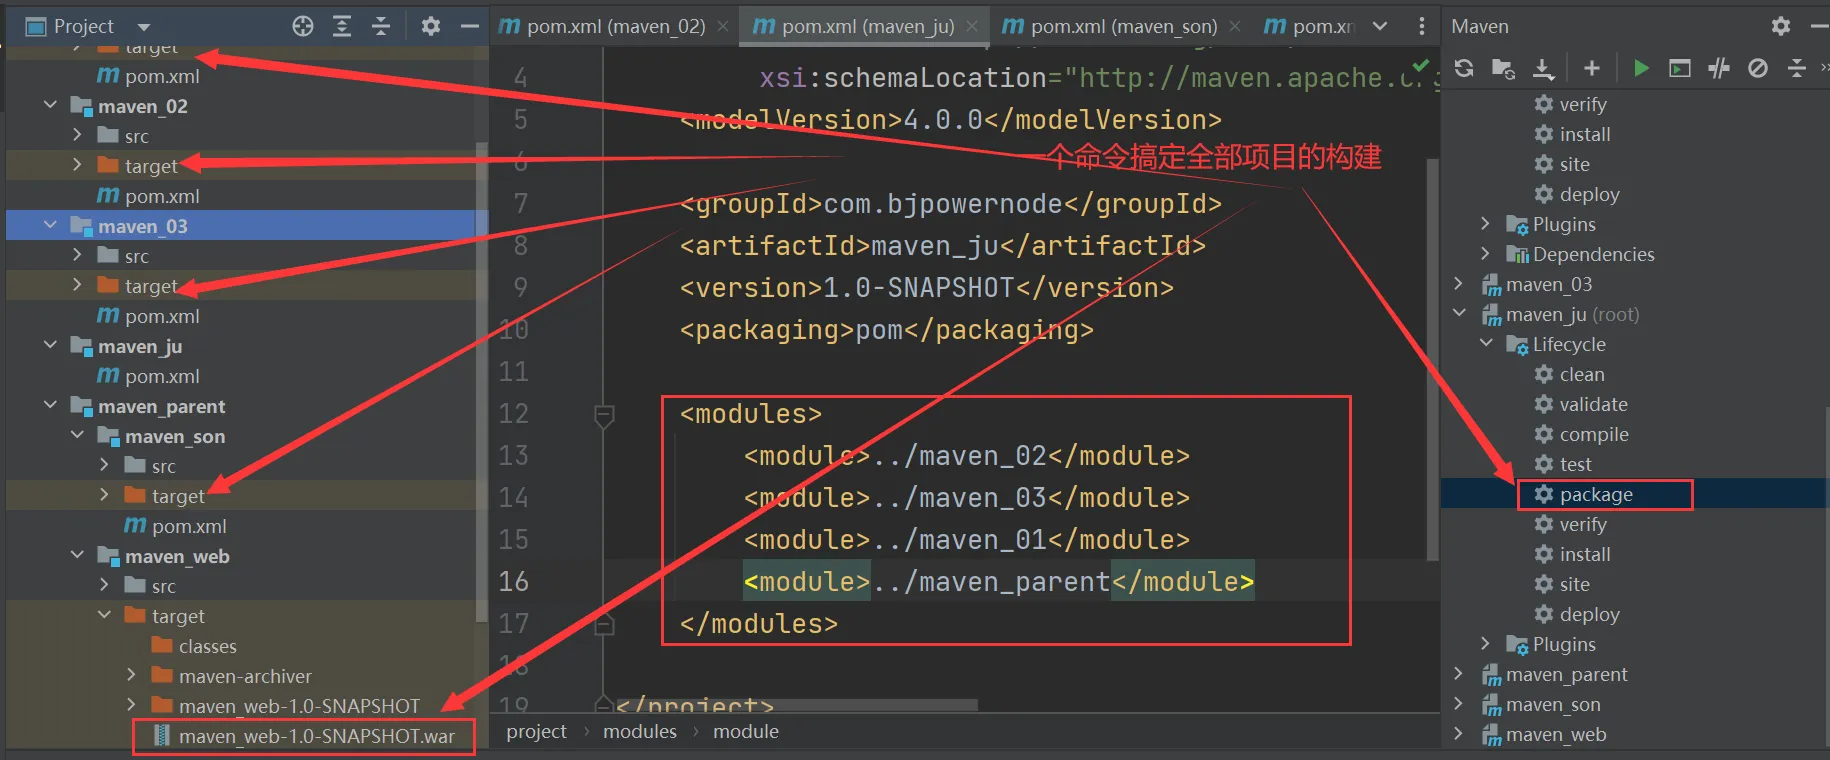 Project
target
pom.xml
maven_02
src
target
pom.xml
maven_03
src
target
pom.xml
maven_ju
pom.xml
maven_parent
maven_son
src
target
pom.xml
maven_web
src
target
classes
maven-archiver
maven_web-1.0-SNAPSHOT
maven_web-1.0-SNAPSHOT.war
pom.xml (maven_02)
pom.xml (maven_ju)
pom.xml (maven_son)
pom.xn
4 xsi:schemaLocation="http://maven.apache.org
5 <modelVersion>4.0.0</modelVersion>
6
一个命令搞定全部项目的构建
7 <groupId>com.bjpowernode</groupId>
8 <artifactId>maven_ju</artifactId>
9 <version>1.0-SNAPSHOT</version>
10 <packaging>pom</packaging>
11
12 <modules>
13 <module>../maven_02</module>
14 <module>../maven_03</module>
15 <module>../maven_01</module>
16 <module>../maven_parent</module>
17 </modules>
18
19 </project>
project > modules > module
Maven
verify
install
site
deploy
Plugins
Dependencies
maven_03
maven_ju (root)
Lifecycle
clean
validate
compile
test
package
verify
install
site
deploy
Plugins
maven_parent
maven_son
maven_web